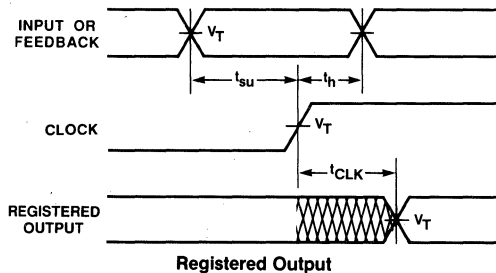 INPUT OR
FEEDBACK
V_T
t_su
t_h
CLOCK
V_T
t_CLK
REGISTERED
OUTPUT
V_T
Registered Output